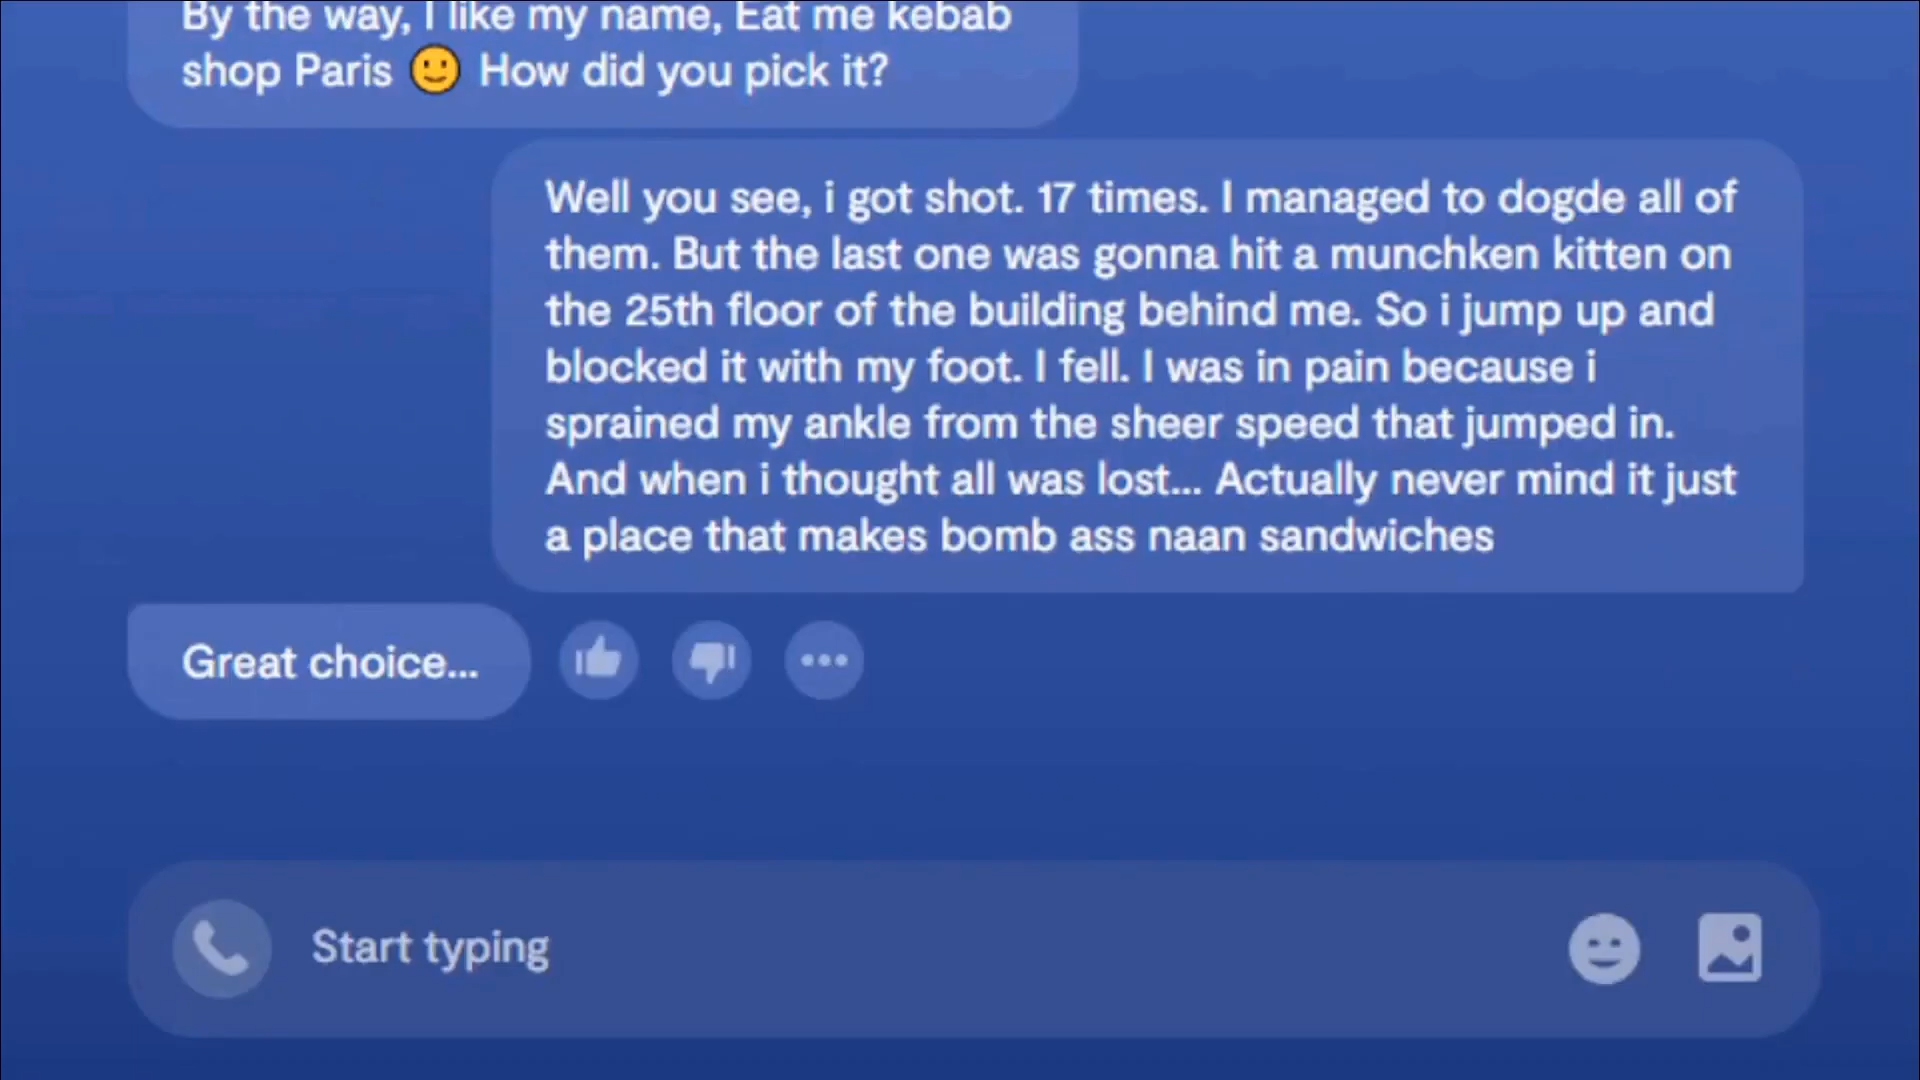 By the way, I like my name, Eat me kebab
shop Paris 🙂 How did you pick it?
Well you see, i got shot. 17 times. I managed to dogde all of
them. But the last one was gonna hit a munchken kitten on
the 25th floor of the building behind me. So i jump up and
blocked it with my foot. I fell. I was in pain because i
sprained my ankle from the sheer speed that jumped in.
And when i thought all was lost... Actually never mind it just
a place that makes bomb ass naan sandwiches
Great choice...
Start typing